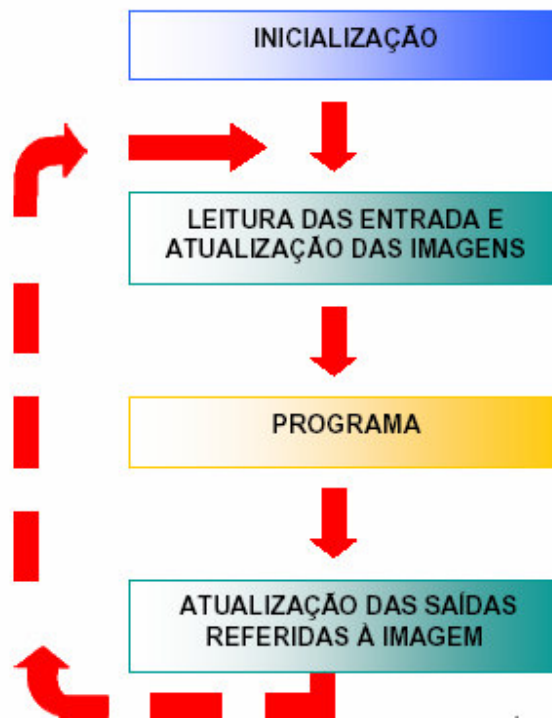 INICIALIZAÇÃO
LEITURA DAS ENTRADA E
ATUALIZAÇÃO DAS IMAGENS
PROGRAMA
ATUALIZAÇÃO DAS SAÍDAS
REFERIDAS À IMAGEM